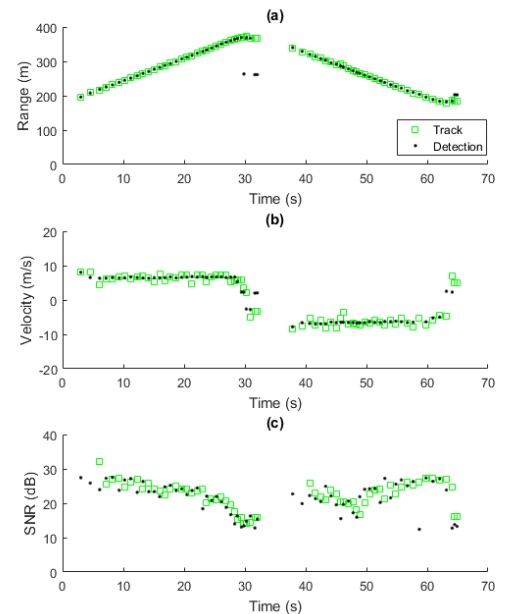 (a)
400
300
200
100
0
Range (m)
0 10 20 30 40 50 60 70
Time (s)
Track
Detection
(b)
20
10
0
-10
-20
Velocity (m/s)
0 10 20 30 40 50 60 70
Time (s)
(c)
40
30
20
10
0
SNR (dB)
0 10 20 30 40 50 60 70
Time (s)